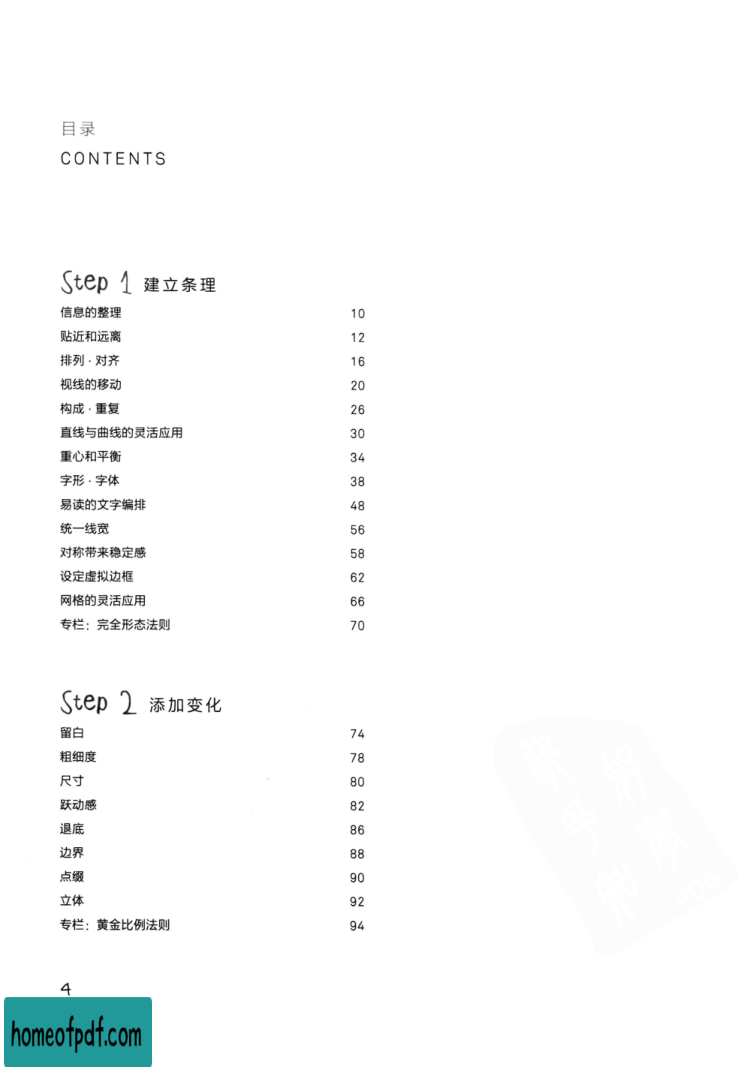 目录
CONTENTS
Step 1 建立条理
信息的整理 10
贴近和远离 12
排列·对齐 16
视线的移动 20
构成·重复 26
直线与曲线的灵活应用 30
重心和平衡 34
字形·字体 38
易读的文字编排 48
统一线宽 56
对称带来稳定感 58
设定虚拟边框 62
网格的灵活应用 66
专栏：完全形态法则 70
Step 2 添加变化
留白 74
粗细度 78
尺寸 80
跃动感 82
退底 86
边界 88
点缀 90
立体 92
专栏：黄金比例法则 94
PDG
4
homeofpdf.com